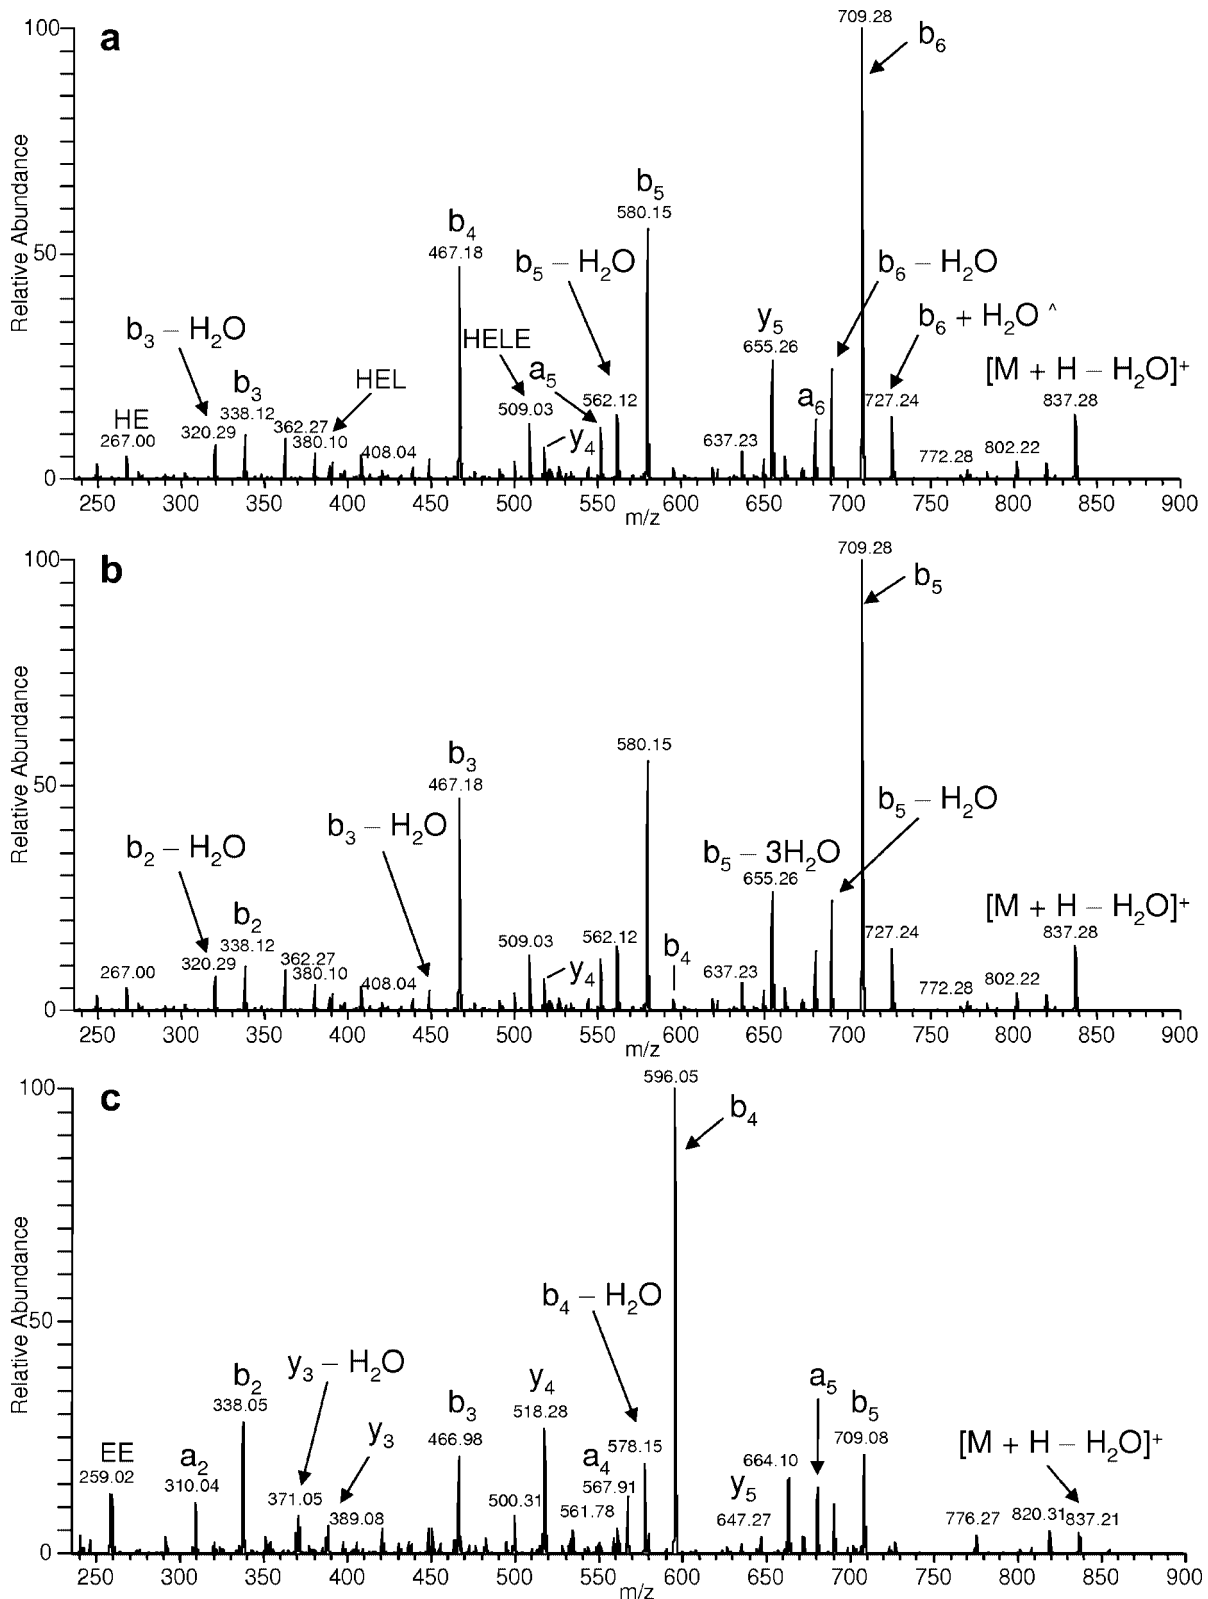 a
709.28
100
b6
b5
580.15
b4
467.18
b5 – H2O
b6 – H2O
50
b3 – H2O
HELE
y5
655.26
b6 + H2O ^
[M + H – H2O]+
837.28
b3
338.12
HEL
a5
509.03
562.12
a6
727.24
HE
267.00
320.29
362.27
380.10
408.04
y4
637.23
772.28
802.22
0
Relative Abundance
250 300 350 400 450 500 550 600 650 700 750 800 850 900
m/z
b
709.28
100
b5
580.15
b3
467.18
50
b3 – H2O
b5 – H2O
b2 – H2O
b5 – 3H2O
655.26
[M + H – H2O]+
837.28
b2
338.12
320.29
267.00
362.27
380.10
408.04
509.03
562.12
y4
b4
637.23
727.24
772.28
802.22
0
Relative Abundance
250 300 350 400 450 500 550 600 650 700 750 800 850 900
m/z
c
596.05
100
b4
b4 – H2O
50
b2
338.05
y3 – H2O
y4
518.28
a5
b5
709.08
b3
466.98
y3
578.15
[M + H – H2O]+
EE
259.02
a2
310.04
371.05
389.08
500.31
a4
567.91
561.78
664.10
y5
647.27
776.27
820.31
837.21
0
Relative Abundance
250 300 350 400 450 500 550 600 650 700 750 800 850 900
m/z